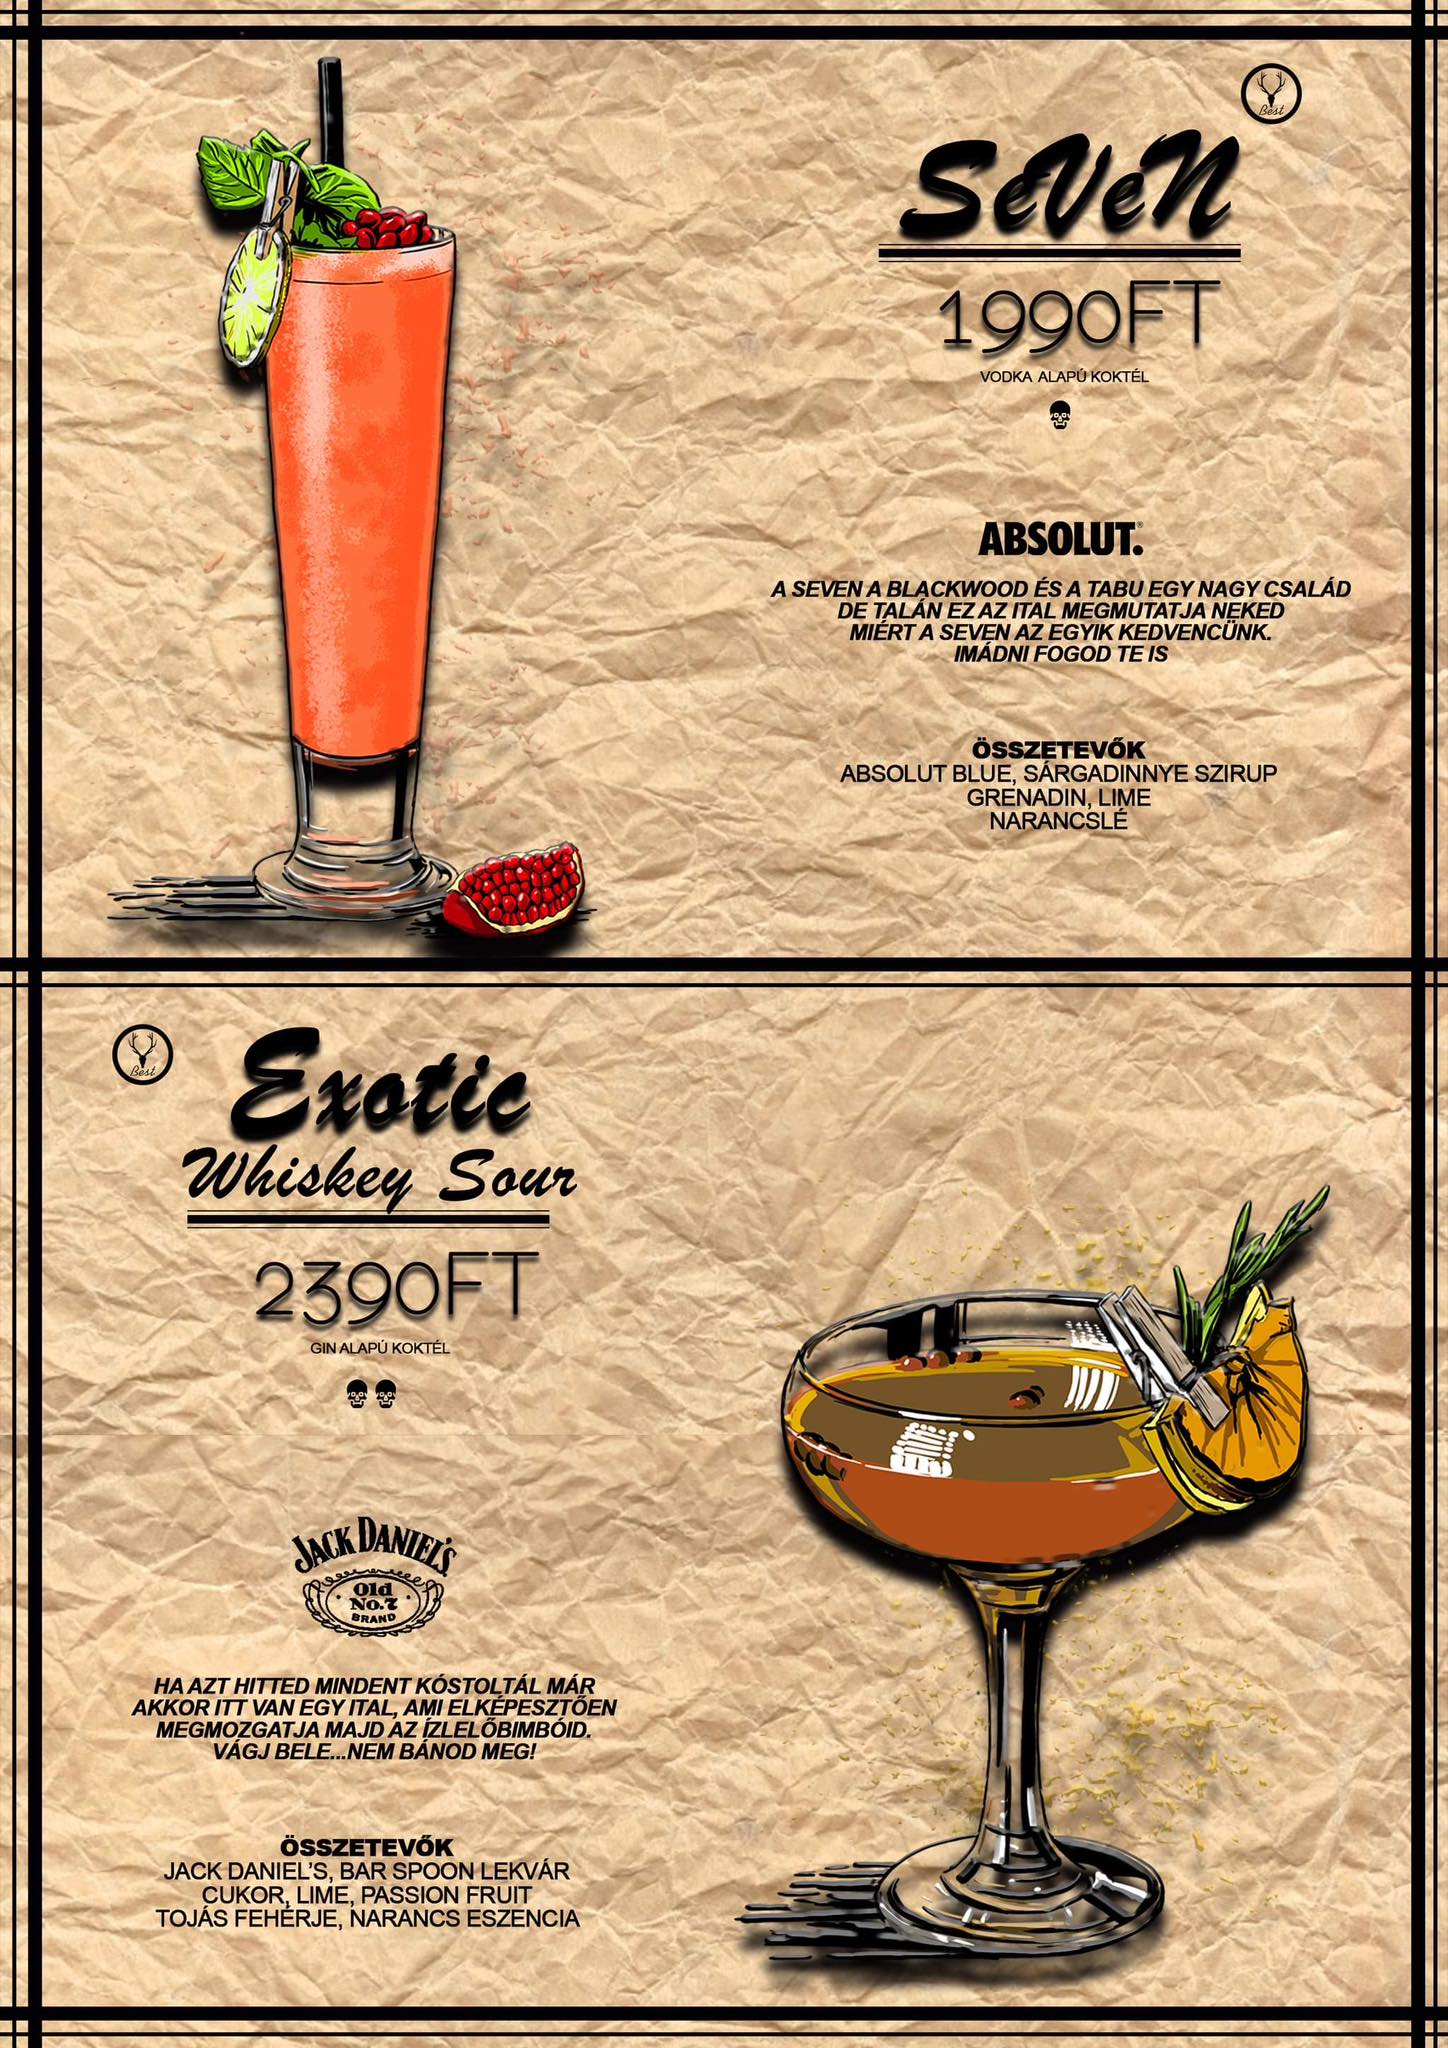 Best
SeVeN
1990FT
VODKA ALAPÚ KOKTÉL
ABSOLUT.®
A SEVEN A BLACKWOOD ÉS A TABU EGY NAGY CSALÁD
DE TALÁN EZ AZ ITAL MEGMUTATJA NEKED
MIÉRT A SEVEN AZ EGYIK KEDVENCÜNK.
IMÁDNI FOGOD TE IS
ÖSSZETEVŐK
ABSOLUT BLUE, SÁRGADINNYE SZIRUP
GRENADIN, LIME
NARANCSLÉ
Best
Exotic
Whiskey Sour
2390FT
GIN ALAPÚ KOKTÉL
JACK DANIEL'S
Old
No.7
BRAND
HA AZT HITTED MINDENT KÓSTOLTÁL MÁR
AKKOR ITT VAN EGY ITAL, AMI ELKÉPESZTŐEN
MEGMOZGATJA MAJD AZ ÍZLELŐBIMBÓID.
VÁGJ BELE...NEM BÁNOD MEG!
ÖSSZETEVŐK
JACK DANIEL'S, BAR SPOON LEKVÁR
CUKOR, LIME, PASSION FRUIT
TOJÁS FEHÉRJE, NARANCS ESZENCIA